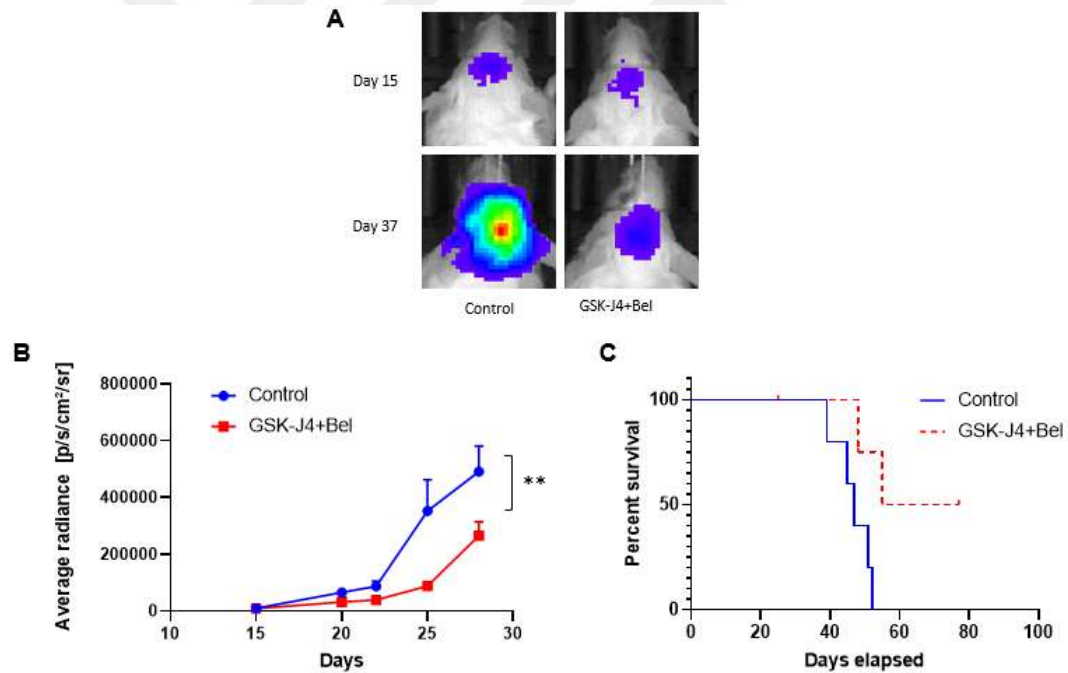 A
Day 15
Day 37
Control
GSK-J4+Bel
B
Average radiance [p/s/cm²/sr]
800000
600000
400000
200000
0
10
15
20
25
30
Days
Control
GSK-J4+Bel
**
C
Percent survival
100
50
0
0
20
40
60
80
100
Days elapsed
Control
GSK-J4+Bel